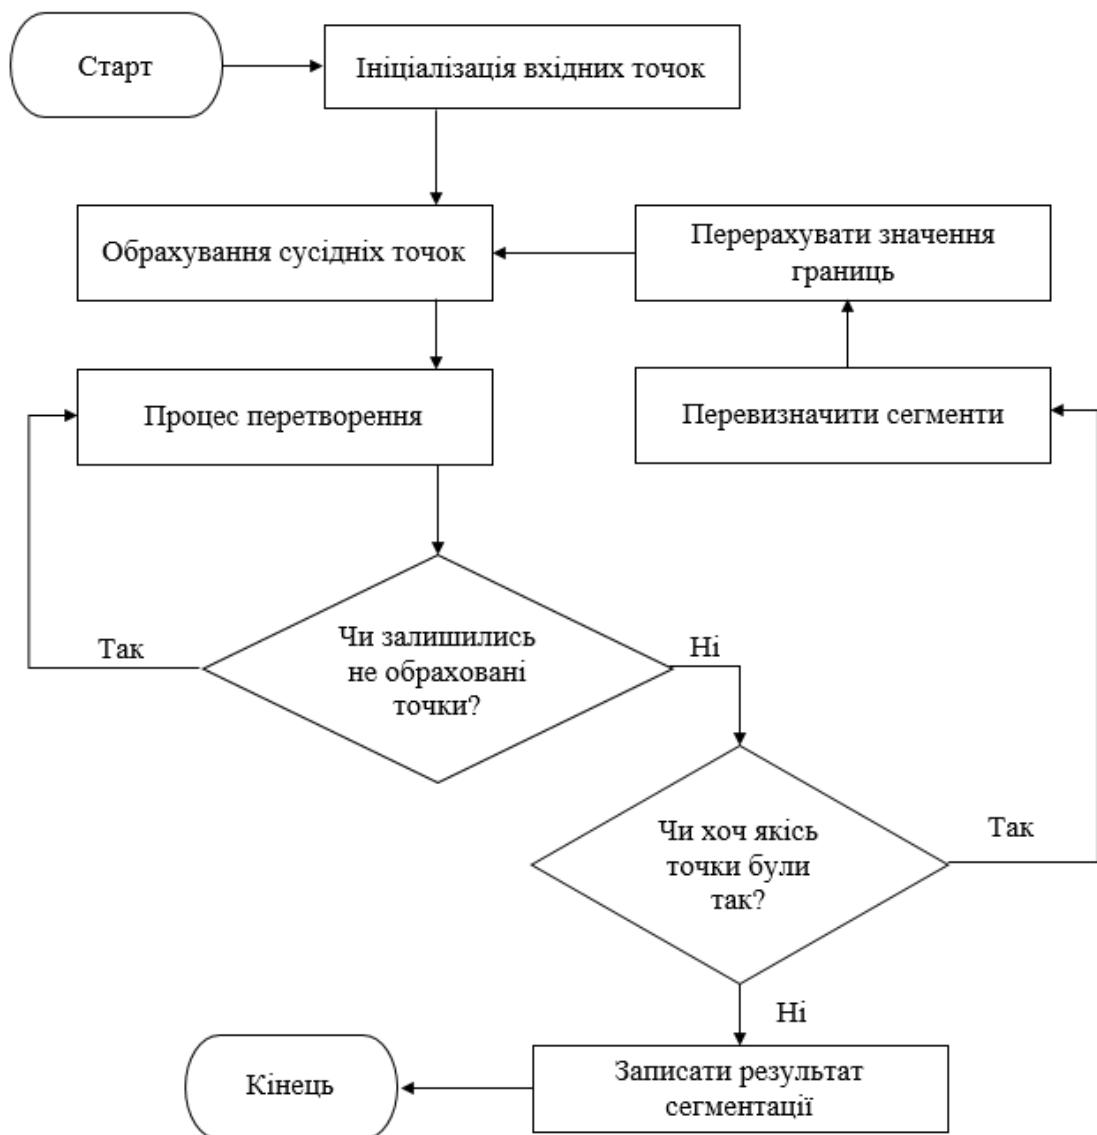 Старт
Ініціалізація вхідних точок
Обрахування сусідніх точок
Перерахувати значення
границь
Процес перетворення
Перевизначити сегменти
Чи залишились
не обраховані
точки?
Так
Ні
Чи хоч якісь
точки були
так?
Так
Ні
Записати результат
сегментації
Кінець